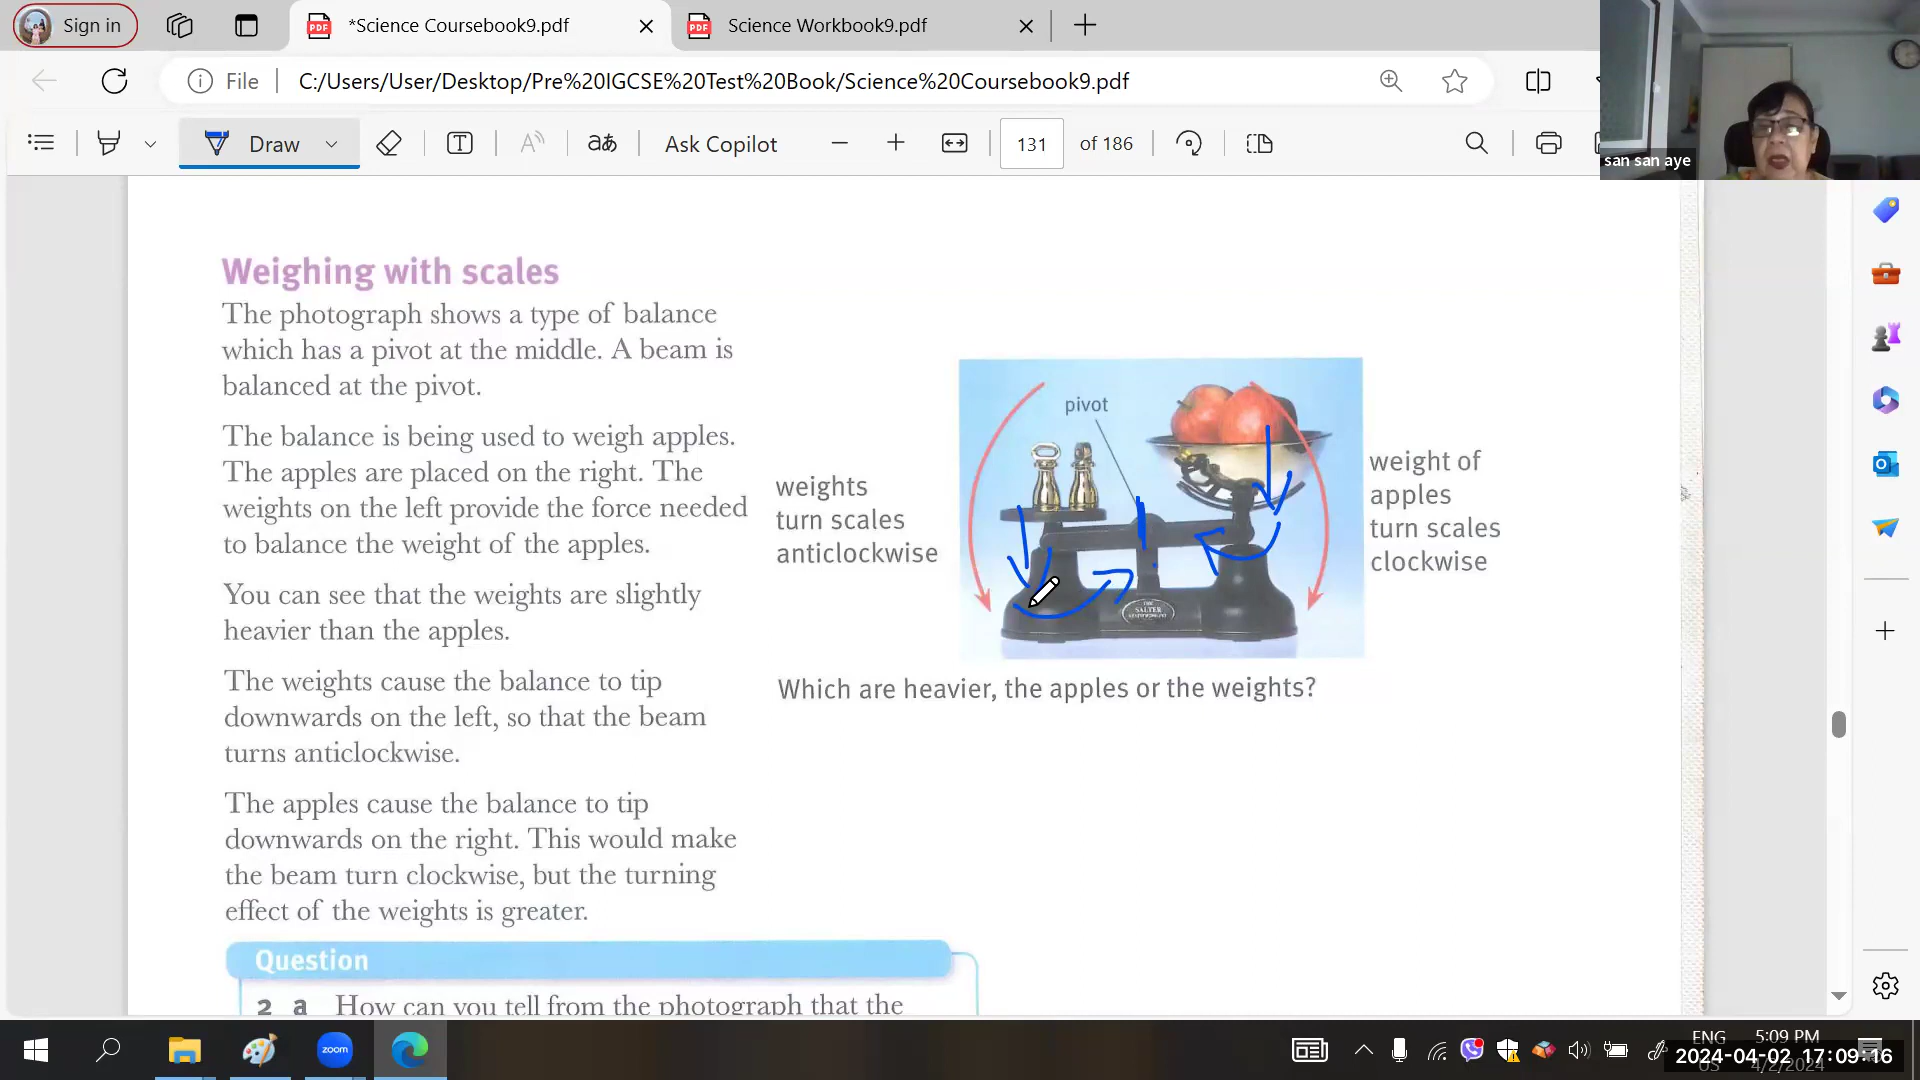 Sign in
*Science Coursebook9.pdf
Science Workbook9.pdf
File
C:/Users/User/Desktop/Pre%20IGCSE%20Test%20Book/Science%20Coursebook9.pdf
Draw
Ask Copilot
131
of 186
san san aye
Weighing with scales
The photograph shows a type of balance
which has a pivot at the middle. A beam is
balanced at the pivot.
The balance is being used to weigh apples.
The apples are placed on the right. The
weights on the left provide the force needed
to balance the weight of the apples.
You can see that the weights are slightly
heavier than the apples.
The weights cause the balance to tip
downwards on the left, so that the beam
turns anticlockwise.
The apples cause the balance to tip
downwards on the right. This would make
the beam turn clockwise, but the turning
effect of the weights is greater.
pivot
weights
turn scales
anticlockwise
weight of
apples
turn scales
clockwise
THE
SALTER
Which are heavier, the apples or the weights?
Question
2 a How can you tell from the photograph that the
zoom
ENG
US
5:09 PM
4/2/2024
2024-04-02 17:09:16